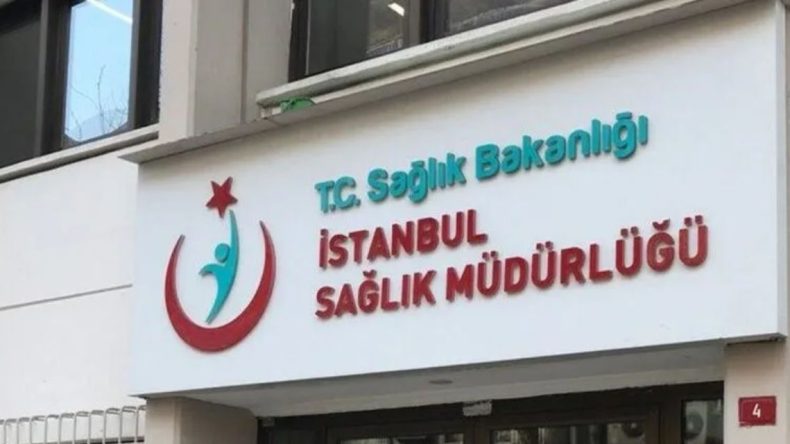 T.C. Sağlık Bakanlığı
İSTANBUL
SAĞLIK MÜDÜRLÜĞÜ
4